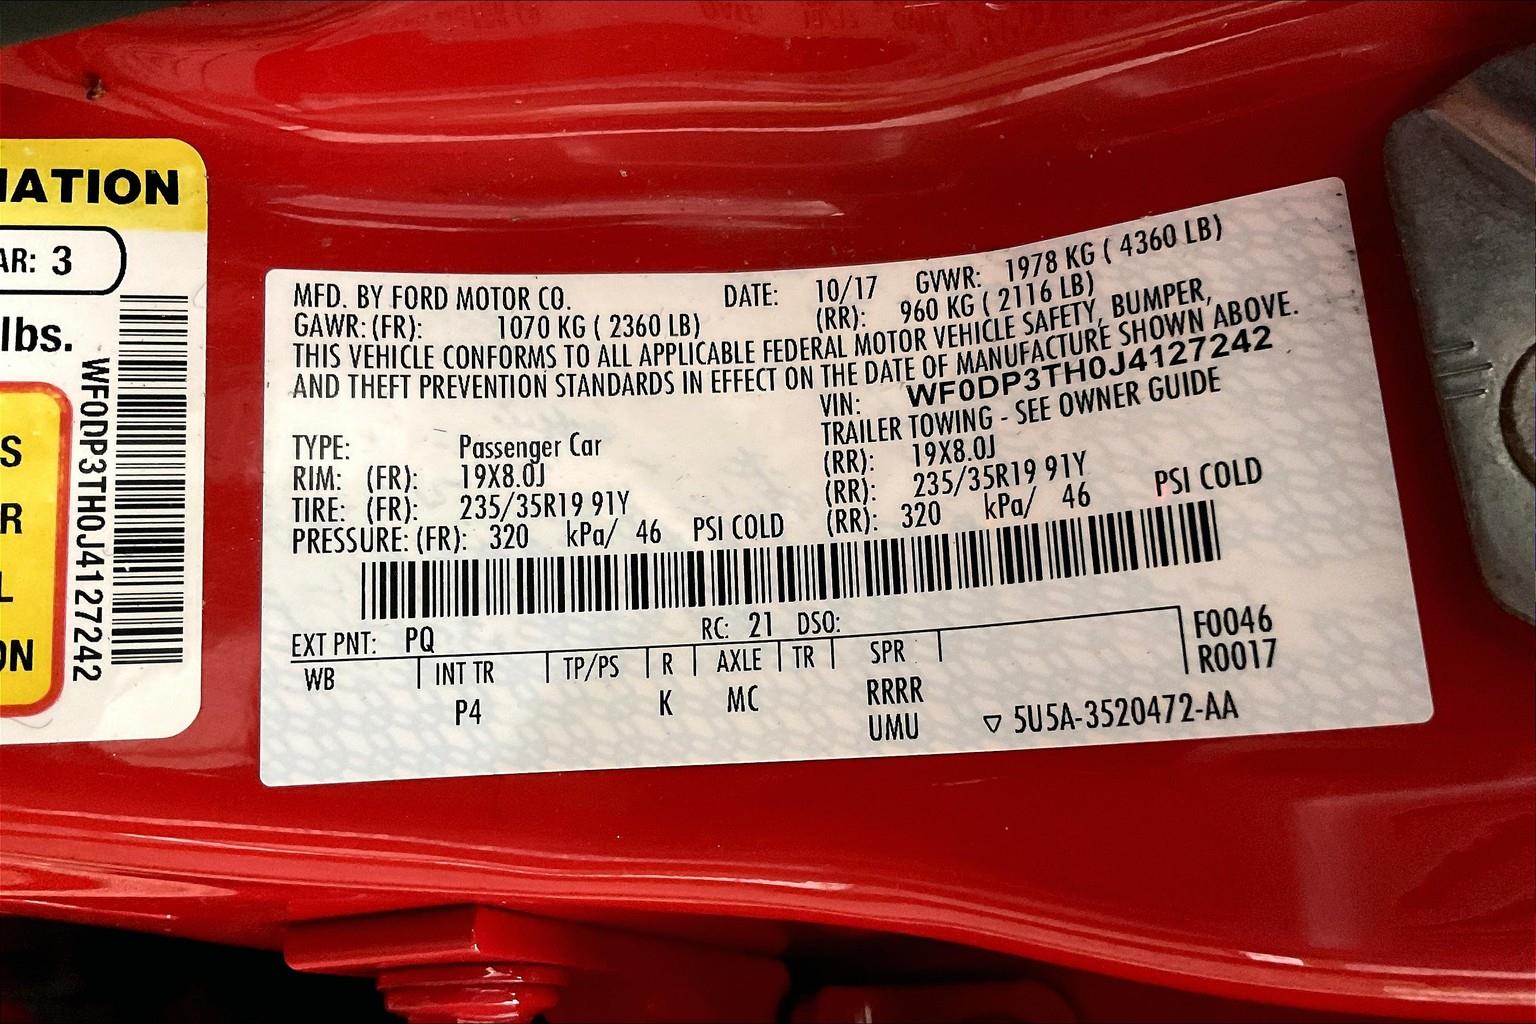 IATION
AR: 3
lbs.
S
R
L
ON
WF0DP3TH0J4127242
MFD. BY FORD MOTOR CO. DATE: 10/17 GVWR: 1978 KG ( 4360 LB)
GAWR: (FR): 1070 KG ( 2360 LB) (RR): 960 KG ( 2116 LB)
THIS VEHICLE CONFORMS TO ALL APPLICABLE FEDERAL MOTOR VEHICLE SAFETY, BUMPER,
AND THEFT PREVENTION STANDARDS IN EFFECT ON THE DATE OF MANUFACTURE SHOWN ABOVE.
VIN: WF0DP3TH0J4127242
TRAILER TOWING - SEE OWNER GUIDE
TYPE: Passenger Car
RIM: (FR): 19X8.0J (RR): 19X8.0J
TIRE: (FR): 235/35R19 91Y (RR): 235/35R19 91Y
PRESSURE: (FR): 320 kPa/ 46 PSI COLD (RR): 320 kPa/ 46 PSI COLD
EXT PNT: PQ RC: 21 DSO: F0046
WB INT TR TP/PS R AXLE TR SPR R0017
P4 K MC RRRR
UMU ▽ 5U5A-3520472-AA